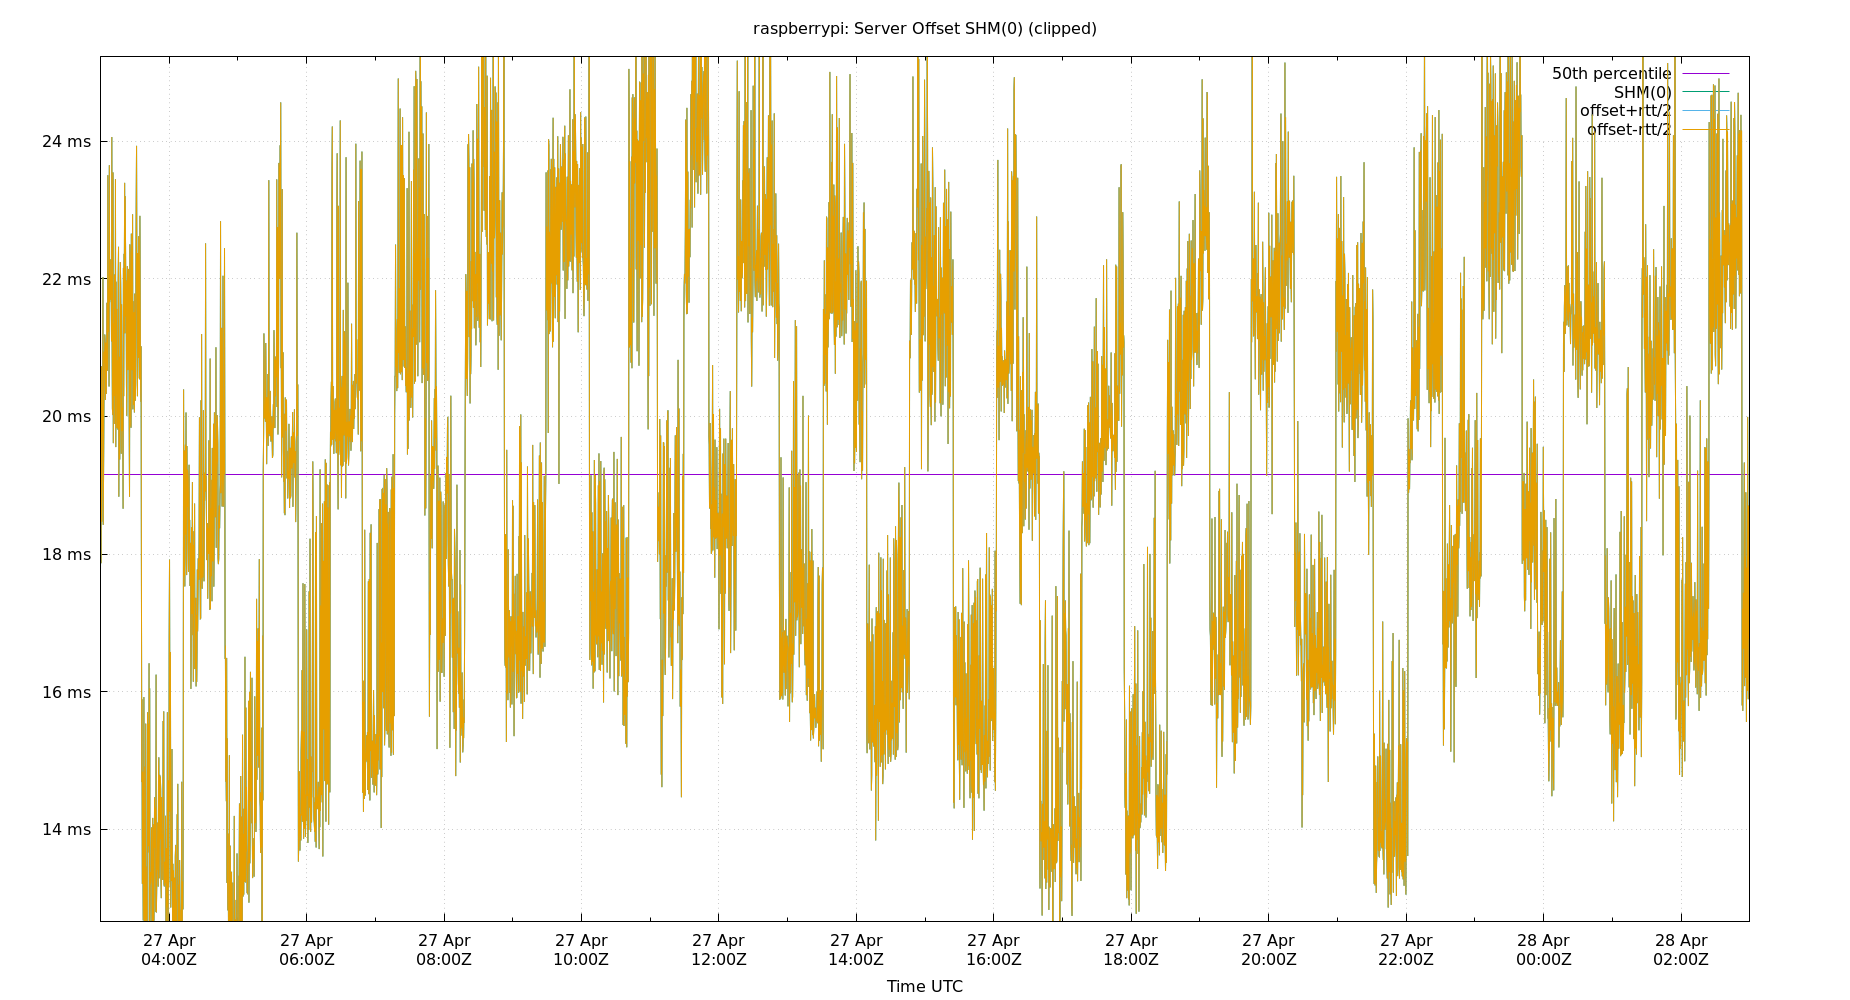 raspberrypi: Server Offset SHM(0) (clipped)
50th percentile
SHM(0)
offset+rtt/2
offset-rtt/2
24 ms
22 ms
20 ms
18 ms
16 ms
14 ms
27 Apr 27 Apr 27 Apr 27 Apr 27 Apr 27 Apr 27 Apr 27 Apr 27 Apr 27 Apr 28 Apr 28 Apr
04:00Z 06:00Z 08:00Z 10:00Z 12:00Z 14:00Z 16:00Z 18:00Z 20:00Z 22:00Z 00:00Z 02:00Z
Time UTC